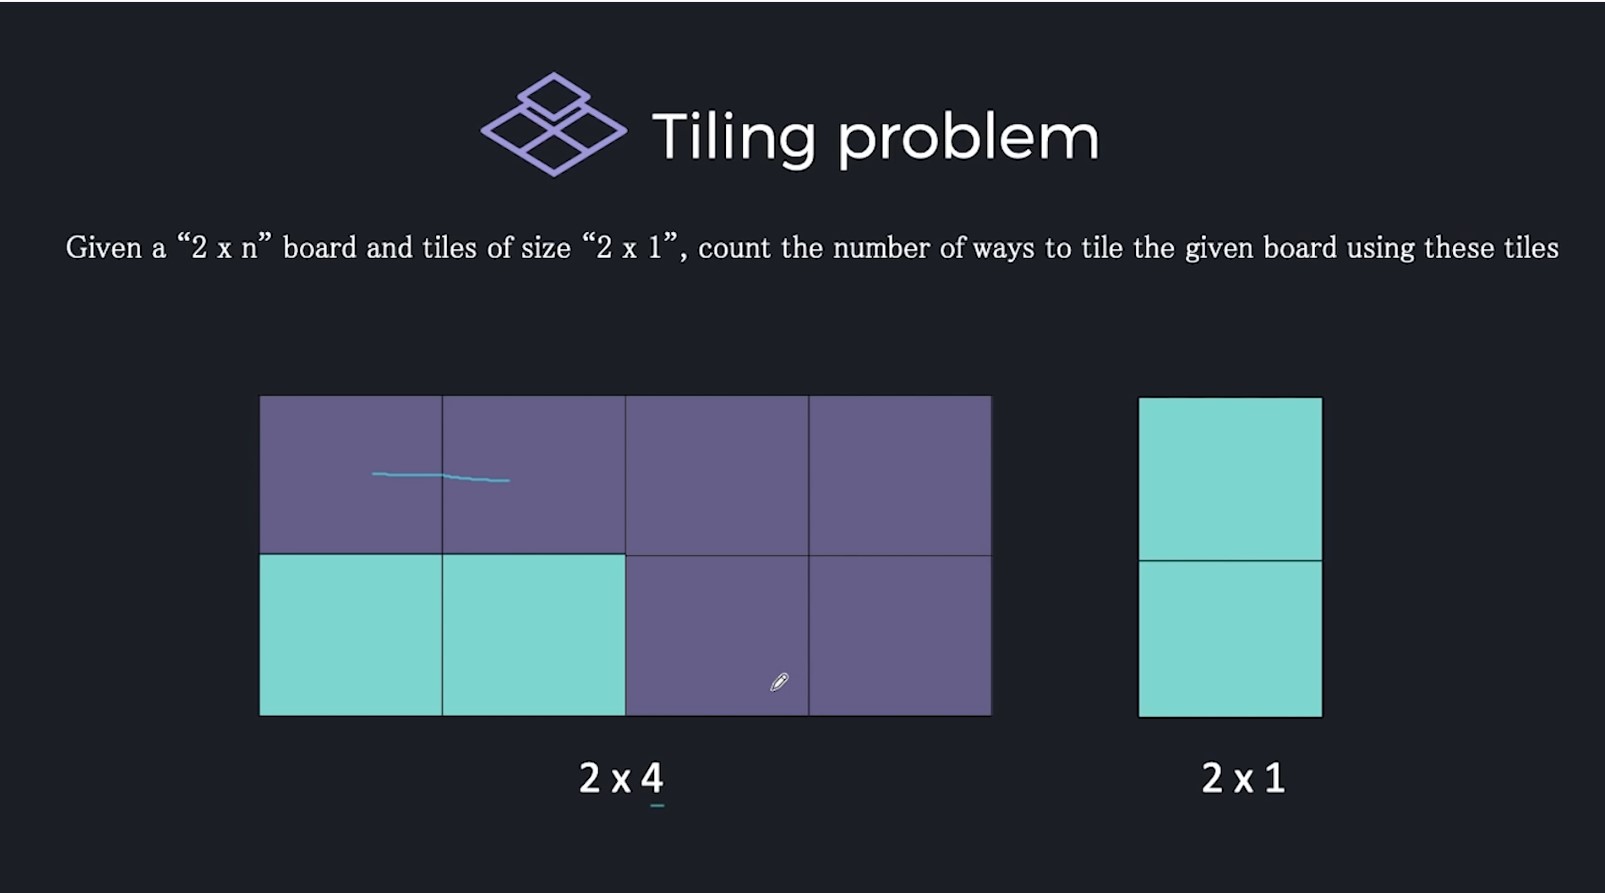 Tiling problem
Given a “2 x n” board and tiles of size “2 x 1”, count the number of ways to tile the given board using these tiles
2 x 4
2 x 1